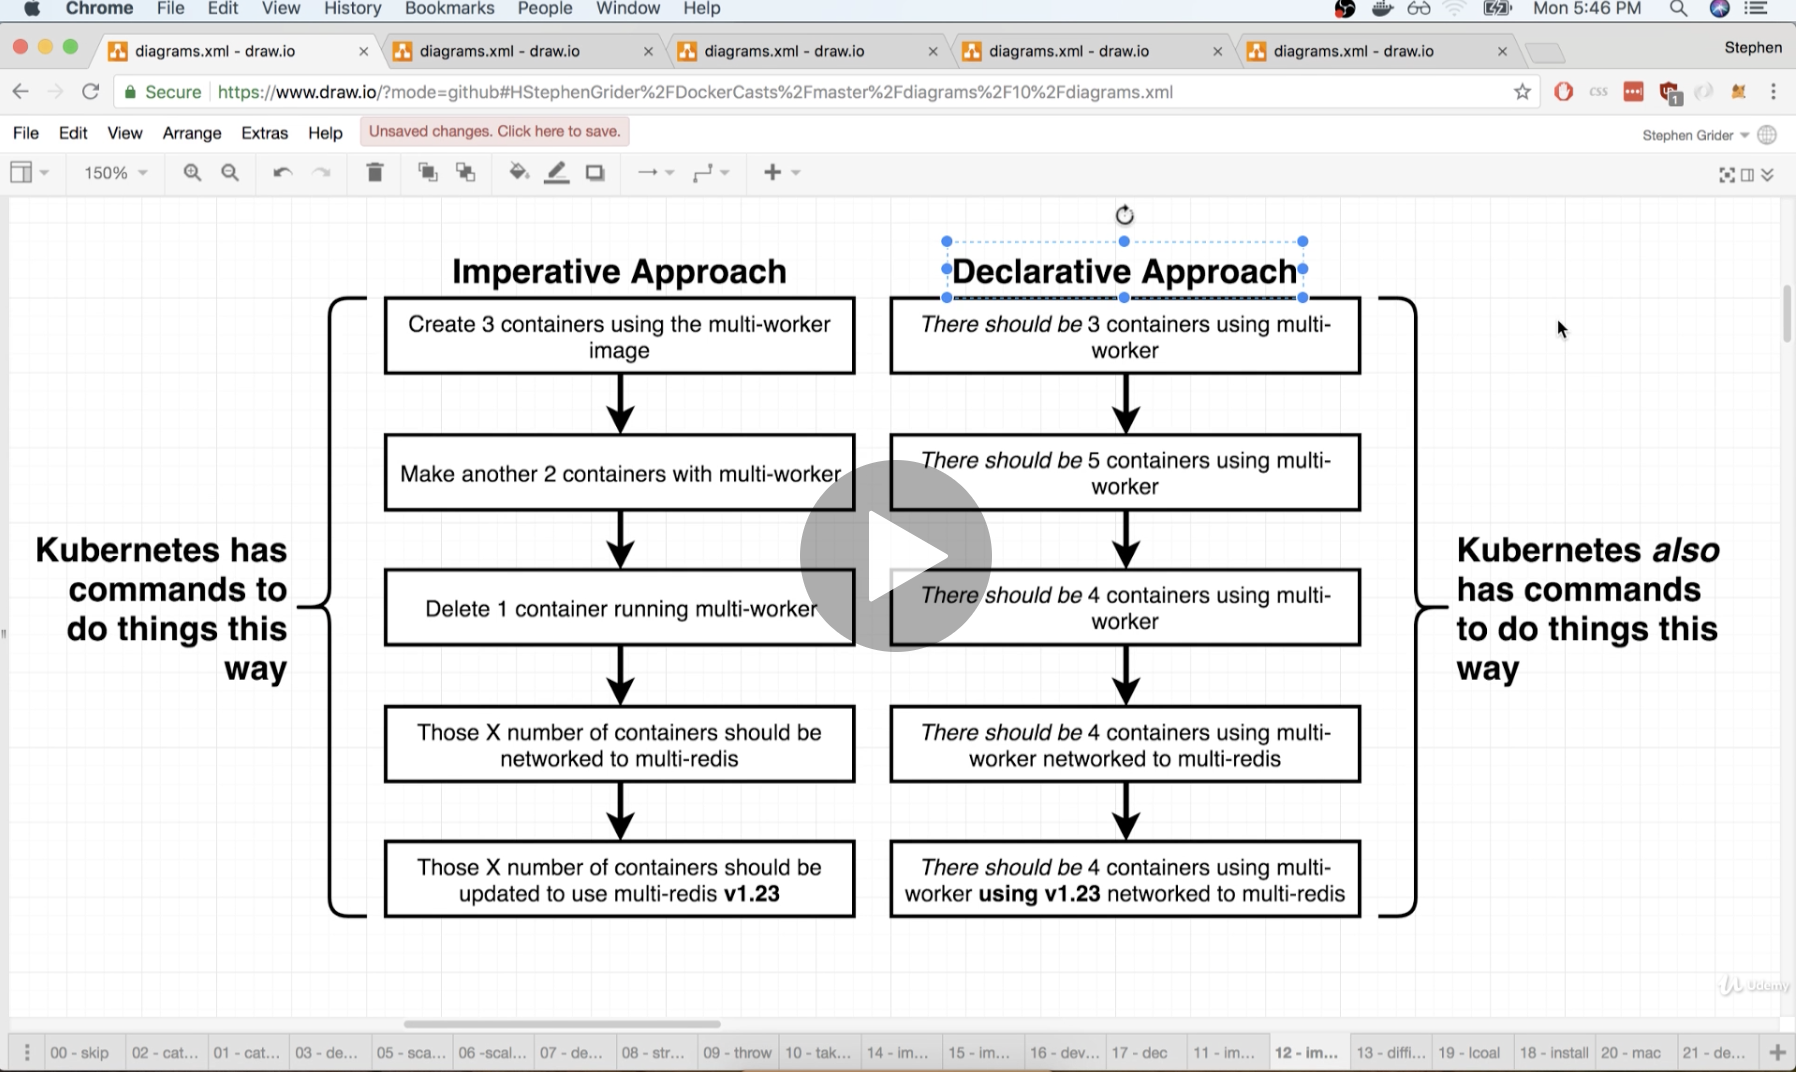 Chrome File Edit View History Bookmarks People Window Help Mon 5:46 PM
diagrams.xml - draw.io diagrams.xml - draw.io diagrams.xml - draw.io diagrams.xml - draw.io diagrams.xml - draw.io Stephen
Secure https://www.draw.io/?mode=github#HStephenGrider%2FDockerCasts%2Fmaster%2Fdiagrams%2F10%2Fdiagrams.xml css 1
File Edit View Arrange Extras Help Unsaved changes. Click here to save. Stephen Grider
150%
Imperative Approach
Create 3 containers using the multi-worker
image
Make another 2 containers with multi-worker
Delete 1 container running multi-worker
Those X number of containers should be
networked to multi-redis
Those X number of containers should be
updated to use multi-redis v1.23
Declarative Approach
There should be 3 containers using multi-
worker
There should be 5 containers using multi-
worker
There should be 4 containers using multi-
worker
There should be 4 containers using multi-
worker networked to multi-redis
There should be 4 containers using multi-
worker using v1.23 networked to multi-redis
Kubernetes has
commands to
do things this
way
Kubernetes also
has commands
to do things this
way
Udemy
00 - skip 02 - cat... 01 - cat... 03 - de... 05 - sca... 06 -scal... 07 - de... 08 - str... 09 - throw 10 - tak... 14 - im... 15 - im... 16 - dev... 17 - dec 11 - im... 12 - im... 13 - diffi... 19 - lcoal 18 - install 20 - mac 21 - de...